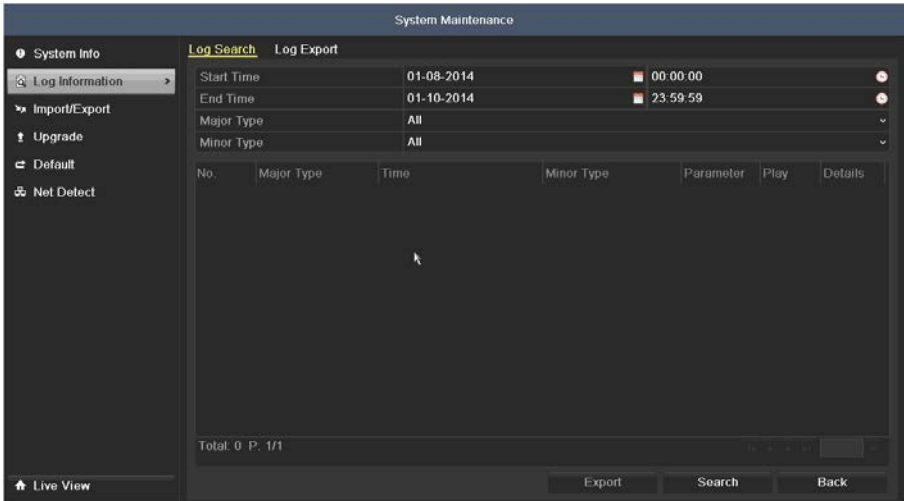 System Maintenance
System Info
Log Information
Import/Export
Upgrade
Default
Net Detect
Live View
Log Search Log Export
Start Time 01-08-2014 00:00:00
End Time 01-10-2014 23:59:59
Major Type All
Minor Type All
No. Major Type Time Minor Type Parameter Play Details
Total: 0 P: 1/1
Export Search Back